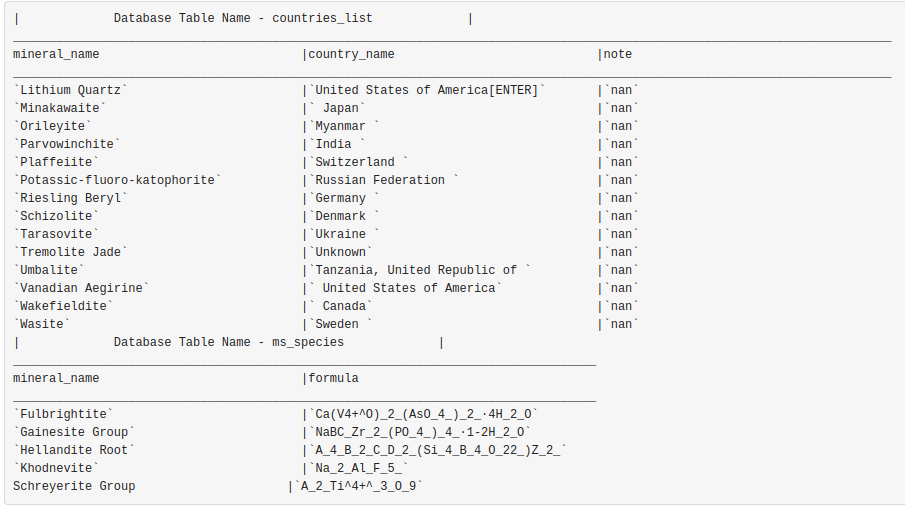 |             Database Table Name - countries_list             |
mineral_name                            |country_name                            |note
`Lithium Quartz`                        |`United States of America[ENTER]`       |`nan`
`Minakawaite`                           |` Japan`                                |`nan`
`Orileyite`                             |`Myanmar `                              |`nan`
`Parvowinchite`                         |`India `                                |`nan`
`Plaffeiite`                            |`Switzerland `                          |`nan`
`Potassic-fluoro-katophorite`           |`Russian Federation `                   |`nan`
`Riesling Beryl`                        |`Germany `                              |`nan`
`Schizolite`                            |`Denmark `                              |`nan`
`Tarasovite`                            |`Ukraine `                              |`nan`
`Tremolite Jade`                        |`Unknown`                               |`nan`
`Umbalite`                              |`Tanzania, United Republic of `         |`nan`
`Vanadian Aegirine`                     |` United States of America`             |`nan`
`Wakefieldite`                          |` Canada`                               |`nan`
`Wasite`                                |`Sweden `                               |`nan`
|             Database Table Name - ms_species             |
mineral_name                            |formula
`Fulbrightite`                          |`Ca(V4+^O)_2_(AsO_4_)_2_·4H_2_O`
`Gainesite Group`                       |`NaBC_Zr_2_(PO_4_)_4_·1-2H_2_O`
`Hellandite Root`                       |`A_4_B_2_C_D_2_(Si_4_B_4_O_22_)Z_2_`
`Khodnevite`                            |`Na_2_Al_F_5_`
Schreyerite Group                     |`A_2_Ti^4+^_3_O_9`